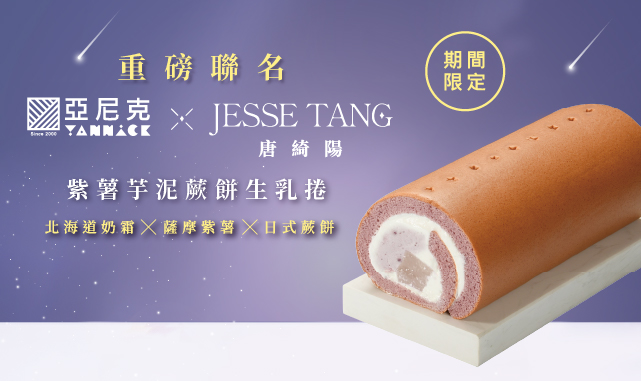 重磅聯名
期間
限定
亞尼克
YANNICK
Since 2000
JESSE TANG
唐綺陽
紫薯芋泥蕨餅生乳捲
北海道奶霜×薩摩紫薯×日式蕨餅